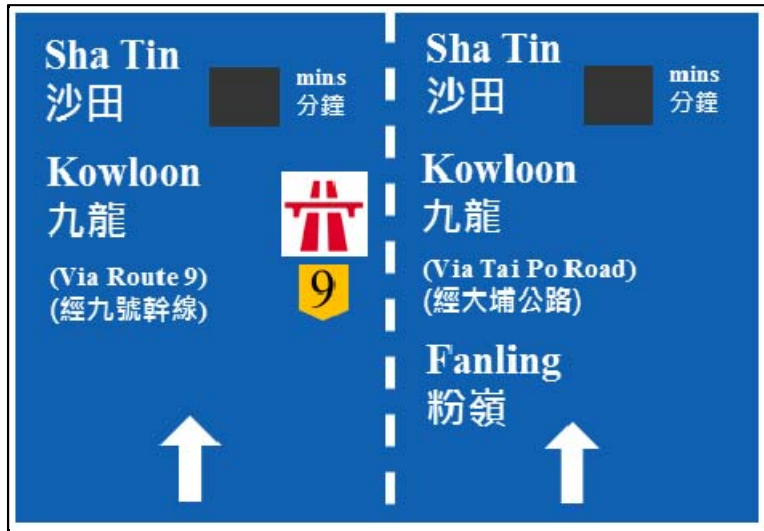 Sha Tin
沙田
mins
分鐘
Kowloon
九龍
(Via Route 9)
(經九號幹線)
9
Sha Tin
沙田
mins
分鐘
Kowloon
九龍
(Via Tai Po Road)
(經大埔公路)
Fanling
粉嶺